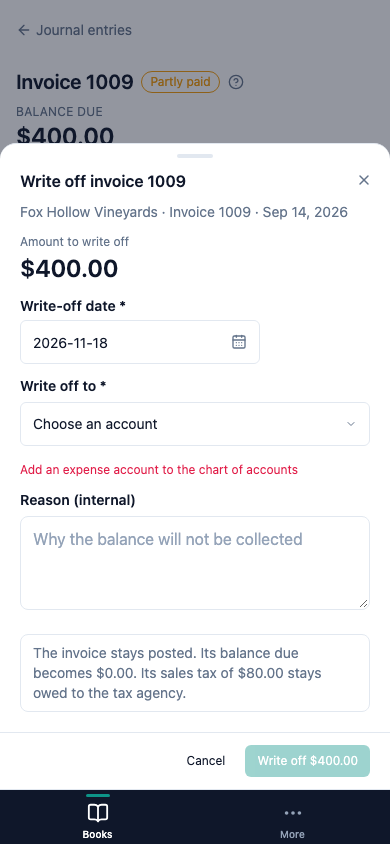 Journal entries
Invoice 1009
Partly paid
BALANCE DUE
$400.00
Write off invoice 1009
Fox Hollow Vineyards · Invoice 1009 · Sep 14, 2026
Amount to write off
$400.00
Write-off date *
2026-11-18
Write off to *
Choose an account
Add an expense account to the chart of accounts
Reason (internal)
Why the balance will not be collected
The invoice stays posted. Its balance due
becomes $0.00. Its sales tax of $80.00 stays
owed to the tax agency.
Cancel
Write off $400.00
Books
More